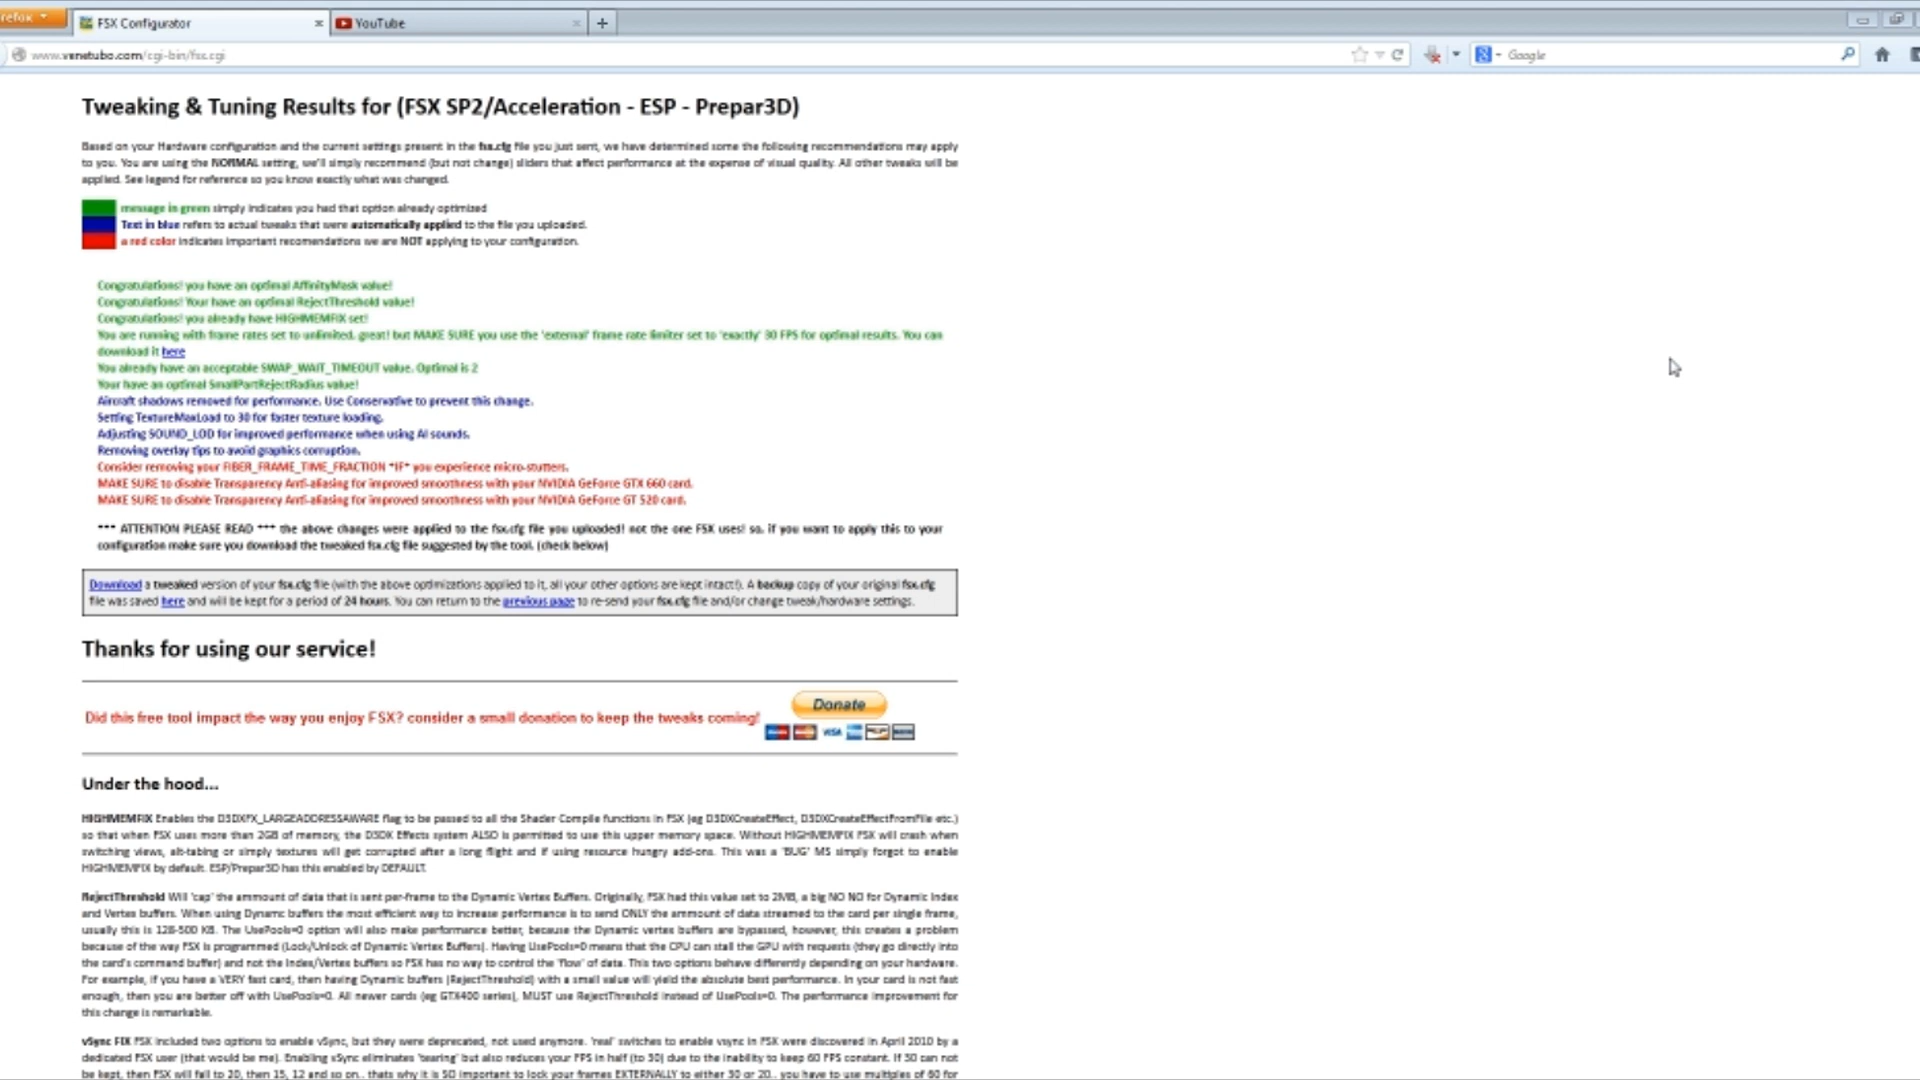 refox
FSX Configurator
YouTube
www.venetubo.com/cgi-bin/fsx.cgi
Google
Tweaking & Tuning Results for (FSX SP2/Acceleration - ESP - Prepar3D)
Based on your Hardware configuration and the current settings present in the fsx.cfg file you just sent, we have determined some the following recommendations may apply
to you. You are using the NORMAL setting, we'll simply recommend (but not change) sliders that affect performance at the expense of visual quality. All other tweaks will be
applied. See legend for reference so you know exactly what was changed.
message in green simply indicates you had that option already optimized
Text in blue refers to actual tweaks that were automatically applied to the file you uploaded.
a red color indicates important recomendations we are NOT applying to your configuration.
Congratulations! you have an optimal AffinityMask value!
Congratulations! Your have an optimal RejectThreshold value!
Congratulations! you already have HIGHMEMFIX set!
You are running with frame rates set to unlimited, great! but MAKE SURE you use the 'external' frame rate limiter set to 'exactly' 30 FPS for optimal results. You can
download it here
You already have an acceptable SWAP_WAIT_TIMEOUT value. Optimal is 2
Your have an optimal SmallPartRejectRadius value!
Aircraft shadows removed for performance. Use Conservative to prevent this change.
Setting TextureMaxLoad to 30 for faster texture loading.
Adjusting SOUND_LOD for improved performance when using AI sounds.
Removing overlay tips to avoid graphics corruption.
Consider removing your FIBER_FRAME_TIME_FRACTION *IF* you experience micro-stutters.
MAKE SURE to disable Transparency Anti-aliasing for improved smoothness with your NVIDIA GeForce GTX 660 card.
MAKE SURE to disable Transparency Anti-aliasing for improved smoothness with your NVIDIA GeForce GT 520 card.
*** ATTENTION PLEASE READ *** the above changes were applied to the fsx.cfg file you uploaded! not the one FSX uses! so, if you want to apply this to your
configuration make sure you download the tweaked fsx.cfg file suggested by the tool. (check below)
Download a tweaked version of your fsx.cfg file (with the above optimizations applied to it, all your other options are kept intact!). A backup copy of your original fsx.cfg
file was saved here and will be kept for a period of 24 hours. You can return to the previous page to re-send your fsx.cfg file and/or change tweak/hardware settings.
Thanks for using our service!
Did this free tool impact the way you enjoy FSX? consider a small donation to keep the tweaks coming!
Donate
VISA
Under the hood...
HIGHMEMFIX Enables the D3DXFX_LARGEADDRESSAWARE flag to be passed to all the Shader Compile functions in FSX (eg D3DXCreateEffect, D3DXCreateEffectFromFile etc.)
so that when FSX uses more than 2GB of memory, the D3DX Effects system ALSO is permitted to use this upper memory space. Without HIGHMEMFIX FSX will crash when
switching views, alt-tabing or simply textures will get corrupted after a long flight and if using resource hungry add-ons. This was a 'BUG' MS simply forgot to enable
HIGHMEMFIX by default. ESP/Prepar3D has this enabled by DEFAULT.
RejectThreshold Will 'cap' the ammount of data that is sent per-frame to the Dynamic Vertex Buffers. Originally, FSX had this value set to 2MB, a big NO NO for Dynamic Index
and Vertex buffers. When using Dynamc buffers the most efficient way to increase performance is to send ONLY the ammount of data streamed to the card per single frame,
usually this is 128-500 KB. The UsePools=0 option will also make performance better, because the Dynamic vertex buffers are bypassed, however, this creates a problem
because of the way FSX is programmed (Lock/Unlock of Dynamic Vertex Buffers). Having UsePools=0 means that the CPU can stall the GPU with requests (they go directly into
the card's command buffer) and not the Index/Vertex buffers so FSX has no way to control the 'flow' of data. This two options behave differently depending on your hardware.
For example, if you have a VERY fast card, then having Dynamic buffers (RejectThreshold) with a small value will yield the absolute best performance. In your card is not fast
enough, then you are better off with UsePools=0. All newer cards (eg GTX400 series), MUST use RejectThreshold instead of UsePools=0. The performance improvement for
this change is remarkable.
vSync FIX FSX included two options to enable vSync, but they were deprecated, not used anymore. 'real' switches to enable vsync in FSX were discovered in April 2010 by a
dedicated FSX user (that would be me). Enabling vSync eliminates 'tearing' but also reduces your FPS in half (to 30) due to the inability to keep 60 FPS constant. If 30 can not
be kept, then FSX will fall to 20, then 15, 12 and so on.. thats why it is SO important to lock your frames EXTERNALLY to either 30 or 20.. you have to use multiples of 60 for